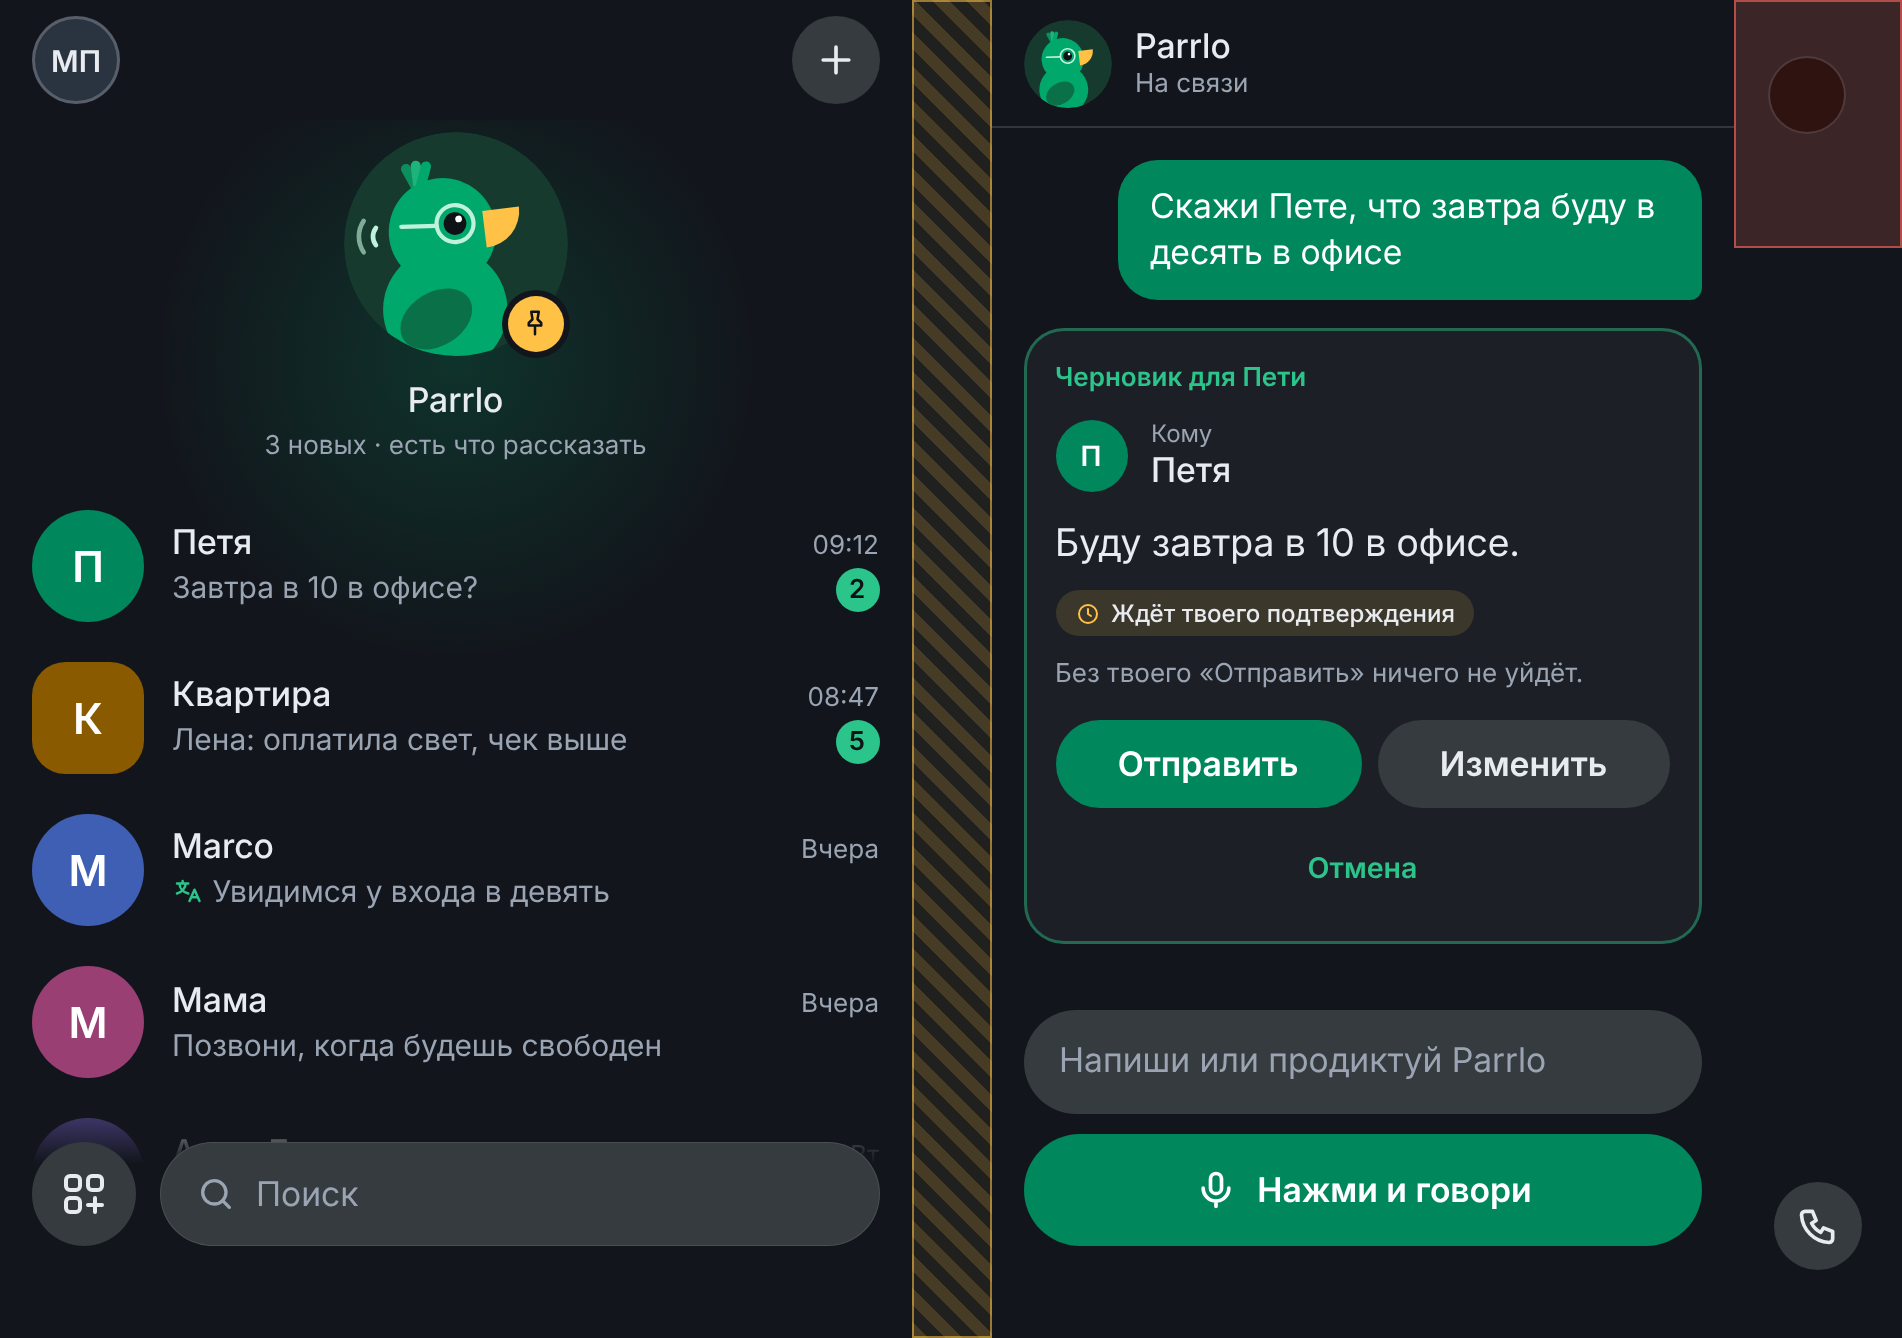 МП
Parrlo
3 новых · есть что рассказать
П
Петя
09:12
Завтра в 10 в офисе?
2
К
Квартира
08:47
Лена: оплатила свет, чек выше
5
M
Marco
Вчера
Увидимся у входа в девять
М
Мама
Вчера
Позвони, когда будешь свободен
Поиск
Parrlo
На связи
Скажи Пете, что завтра буду в
десять в офисе
Черновик для Пети
П
Кому
Петя
Буду завтра в 10 в офисе.
Ждёт твоего подтверждения
Без твоего «Отправить» ничего не уйдёт.
Отправить
Изменить
Отмена
Напиши или продиктуй Parrlo
Нажми и говори